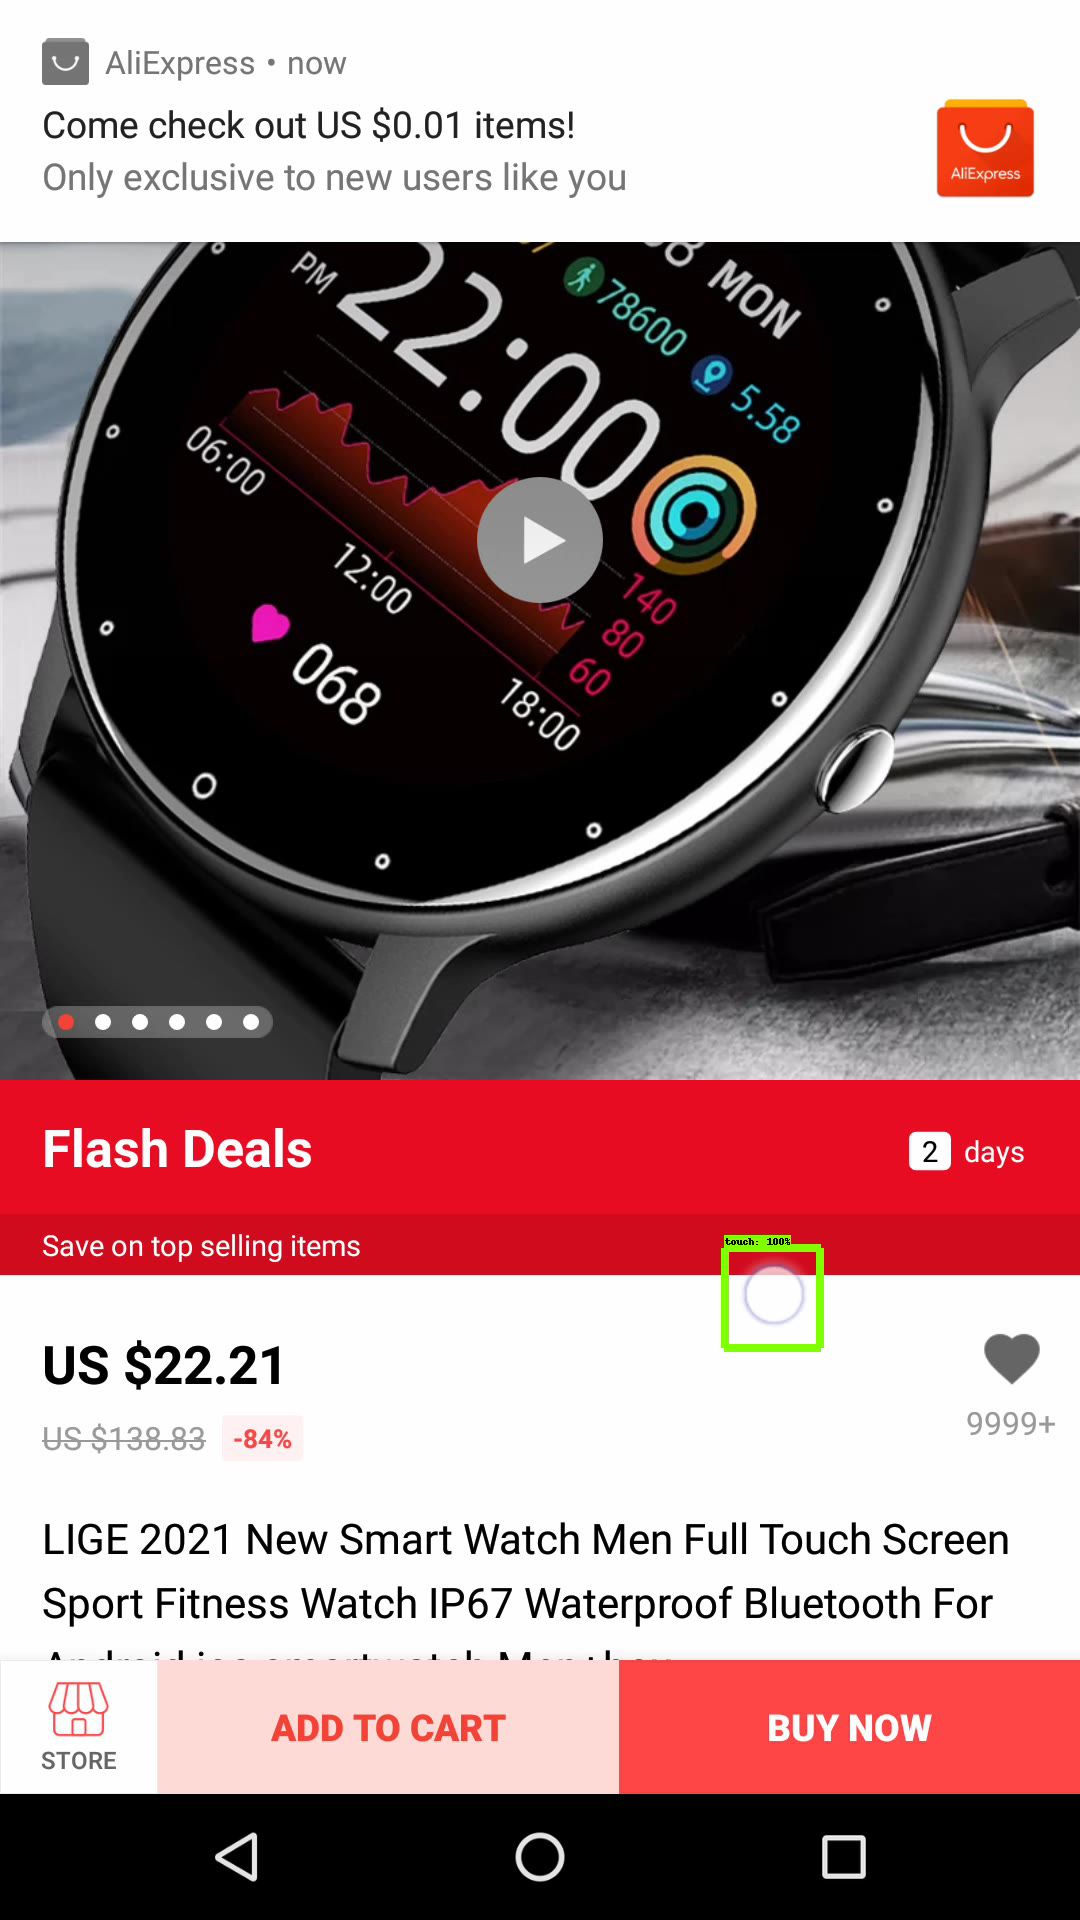 AliExpress • now
Come check out US $0.01 items!
Only exclusive to new users like you
AliExpress
MON
PM 22:00
78600
5.58
06:00
12:00
18:00
140
80
60
068
Flash Deals
2 days
Save on top selling items
touch: 100%
US $22.21
US $138.83 -84%
9999+
LIGE 2021 New Smart Watch Men Full Touch Screen
Sport Fitness Watch IP67 Waterproof Bluetooth For
STORE
ADD TO CART
BUY NOW